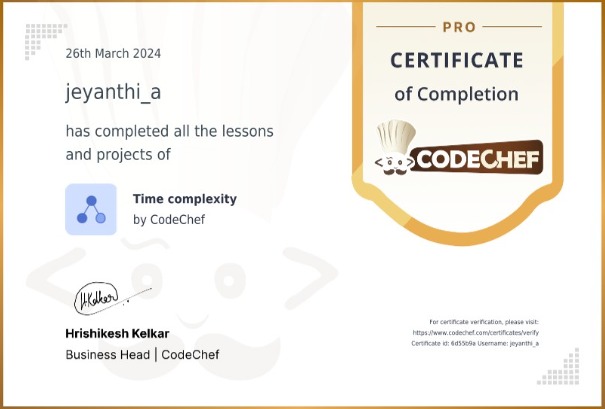 26th March 2024
jeyanthi_a
has completed all the lessons
and projects of
Time complexity
by CodeChef
H.Kelkar
Hrishikesh Kelkar
Business Head | CodeChef
PRO
CERTIFICATE
of Completion
CODECHEF
For certificate verification, please visit:
https://www.codechef.com/certificates/verify
Certificate id: 6d55b9a Username: jeyanthi_a